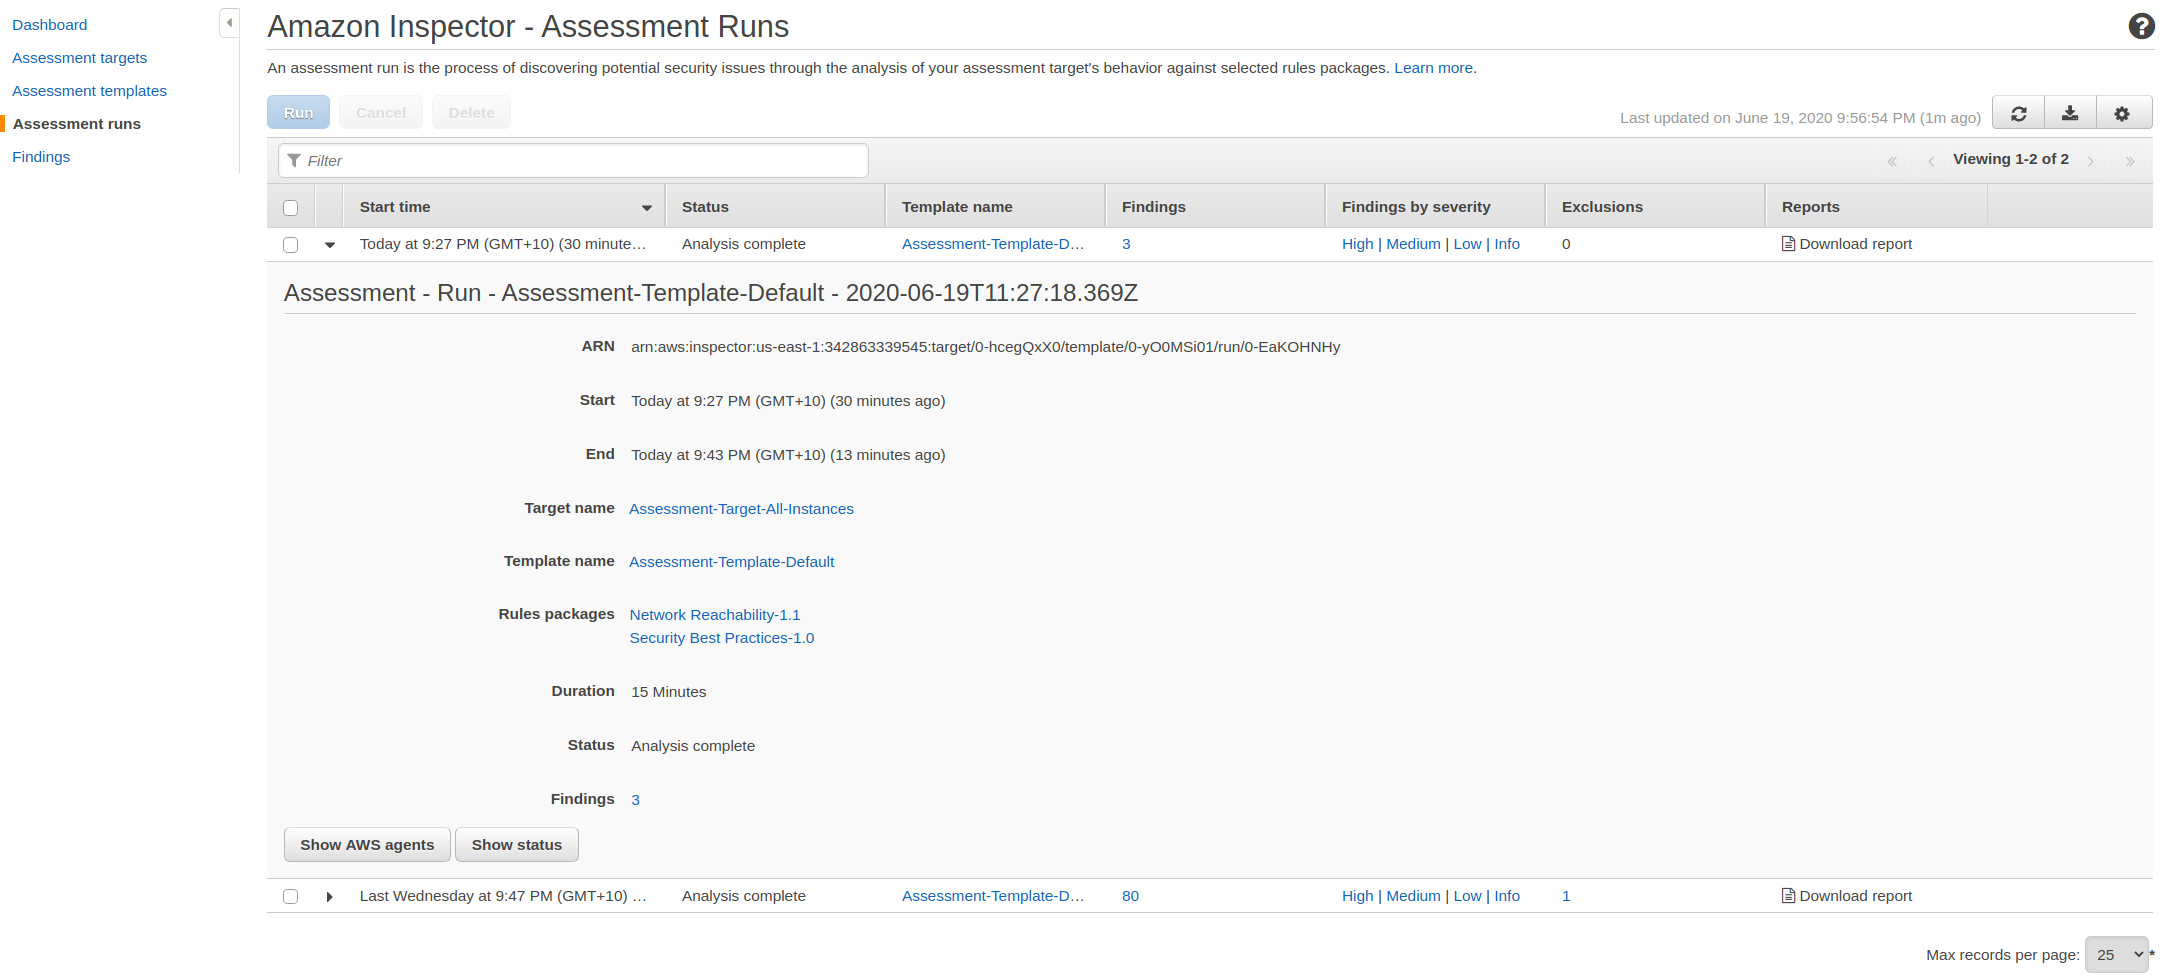 Dashboard
Assessment targets
Assessment templates
Assessment runs
Findings
Amazon Inspector - Assessment Runs
An assessment run is the process of discovering potential security issues through the analysis of your assessment target's behavior against selected rules packages. Learn more.
Run Cancel Delete
Last updated on June 19, 2020 9:56:54 PM (1m ago)
Filter
« ‹ Viewing 1-2 of 2 › »
Start time Status Template name Findings Findings by severity Exclusions Reports
Today at 9:27 PM (GMT+10) (30 minute… Analysis complete Assessment-Template-D… 3 High | Medium | Low | Info 0 Download report
Assessment - Run - Assessment-Template-Default - 2020-06-19T11:27:18.369Z
ARN arn:aws:inspector:us-east-1:342863339545:target/0-hcegQxX0/template/0-yO0MSi01/run/0-EaKOHNHy
Start Today at 9:27 PM (GMT+10) (30 minutes ago)
End Today at 9:43 PM (GMT+10) (13 minutes ago)
Target name Assessment-Target-All-Instances
Template name Assessment-Template-Default
Rules packages Network Reachability-1.1
Security Best Practices-1.0
Duration 15 Minutes
Status Analysis complete
Findings 3
Show AWS agents Show status
Last Wednesday at 9:47 PM (GMT+10) … Analysis complete Assessment-Template-D… 80 High | Medium | Low | Info 1 Download report
Max records per page: 25 *